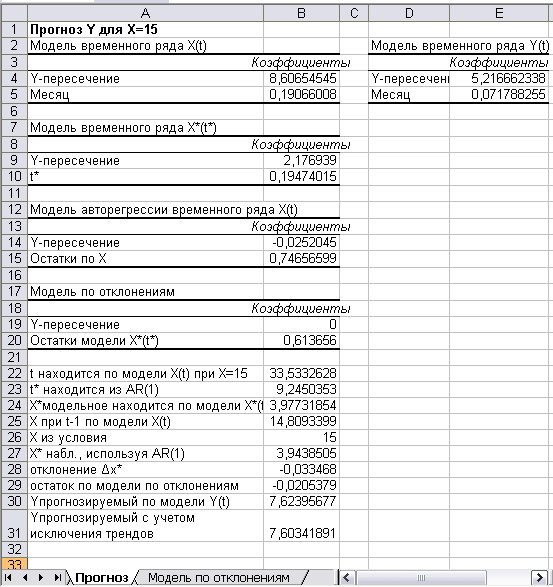 A B C D E
1 Прогноз Y для X=15
2 Модель временного ряда X(t) Модель временного ряда Y(t)
3 Коэффициенты Коэффициенты
4 Y-пересечение 8,60654545 Y-пересечени 5,216662338
5 Месяц 0,19066008 Месяц 0,071788255
6
7 Модель временного ряда X*(t*)
8 Коэффициенты
9 Y-пересечение 2,176939
10 t* 0,19474015
11
12 Модель авторегрессии временного ряда X(t)
13 Коэффициенты
14 Y-пересечение -0,0252045
15 Остатки по X 0,74656599
16
17 Модель по отклонениям
18 Коэффициенты
19 Y-пересечение 0
20 Остатки модели X*(t*) 0,613656
21
22 t находится по модели X(t) при X=15 33,5332628
23 t* находится из AR(1) 9,2450353
24 X*модельное находится по модели X*(t 3,97731854
25 X при t-1 по модели X(t) 14,8093399
26 X из условия 15
27 X* набл., используя AR(1) 3,9438505
28 отклонение Δx* -0,033468
29 остаток по модели по отклонениям -0,0205379
30 Yпрогнозируемый по модели Y(t) 7,62395677
31 Yпрогнозируемый с учетом исключения трендов 7,60341891
32
33
Прогноз Модель по отклонениям